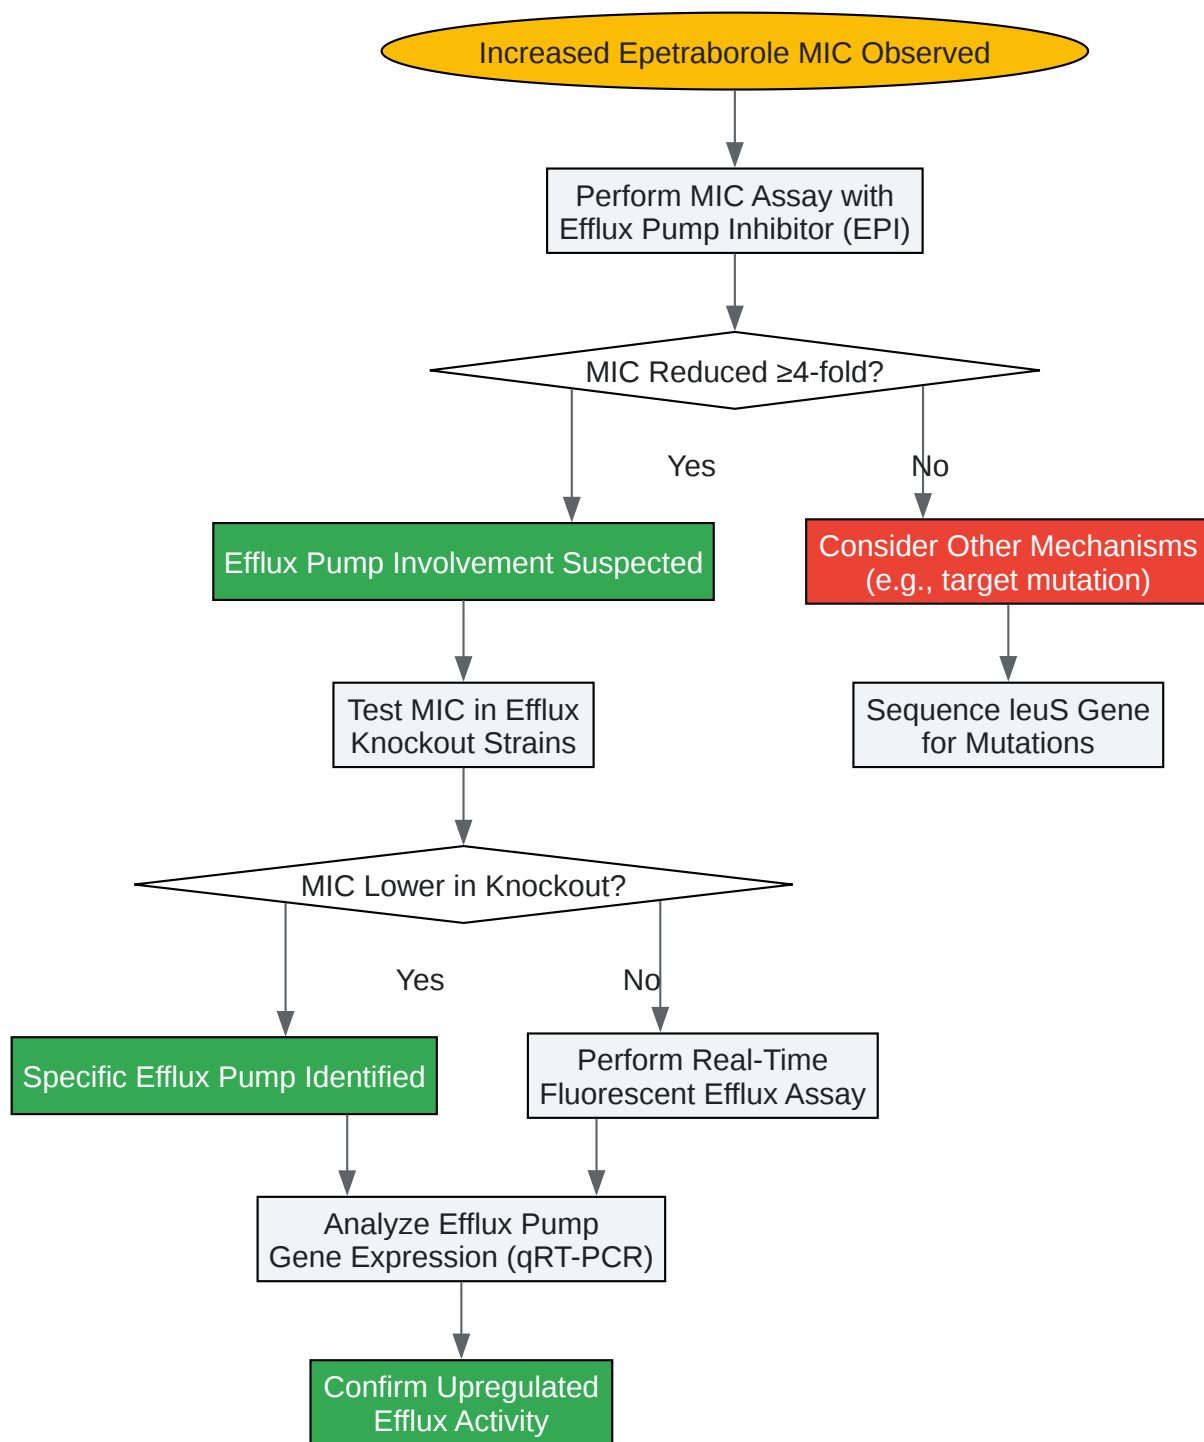 Increased Epetraborole MIC Observed
Perform MIC Assay with
Efflux Pump Inhibitor (EPI)
MIC Reduced ≥4-fold?
Yes
No
Efflux Pump Involvement Suspected
Consider Other Mechanisms
(e.g., target mutation)
Test MIC in Efflux
Knockout Strains
Sequence leuS Gene
for Mutations
MIC Lower in Knockout?
Yes
No
Specific Efflux Pump Identified
Perform Real-Time
Fluorescent Efflux Assay
Analyze Efflux Pump
Gene Expression (qRT-PCR)
Confirm Upregulated
Efflux Activity